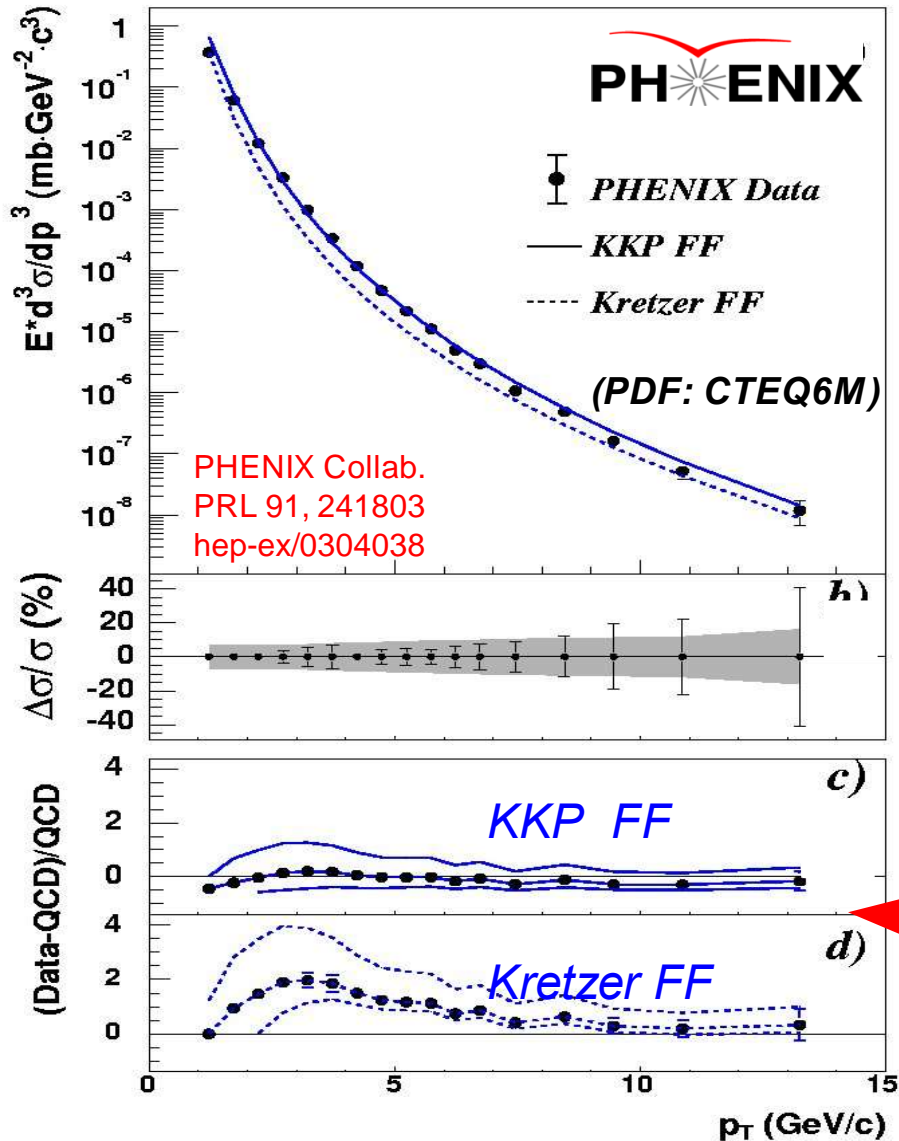 PHENIX
E*d³σ/dp³ (mb·GeV⁻²·c³)
1
10⁻¹
10⁻²
10⁻³
10⁻⁴
10⁻⁵
10⁻⁶
10⁻⁷
10⁻⁸
PHENIX Data
KKP FF
Kretzer FF
(PDF: CTEQ6M)
PHENIX Collab.
PRL 91, 241803
hep-ex/0304038
Δσ/σ (%)
40
20
0
-20
-40
b)
(Data-QCD)/QCD
4
2
0
c)
KKP FF
4
2
0
d)
Kretzer FF
0 5 10 15
p_T (GeV/c)